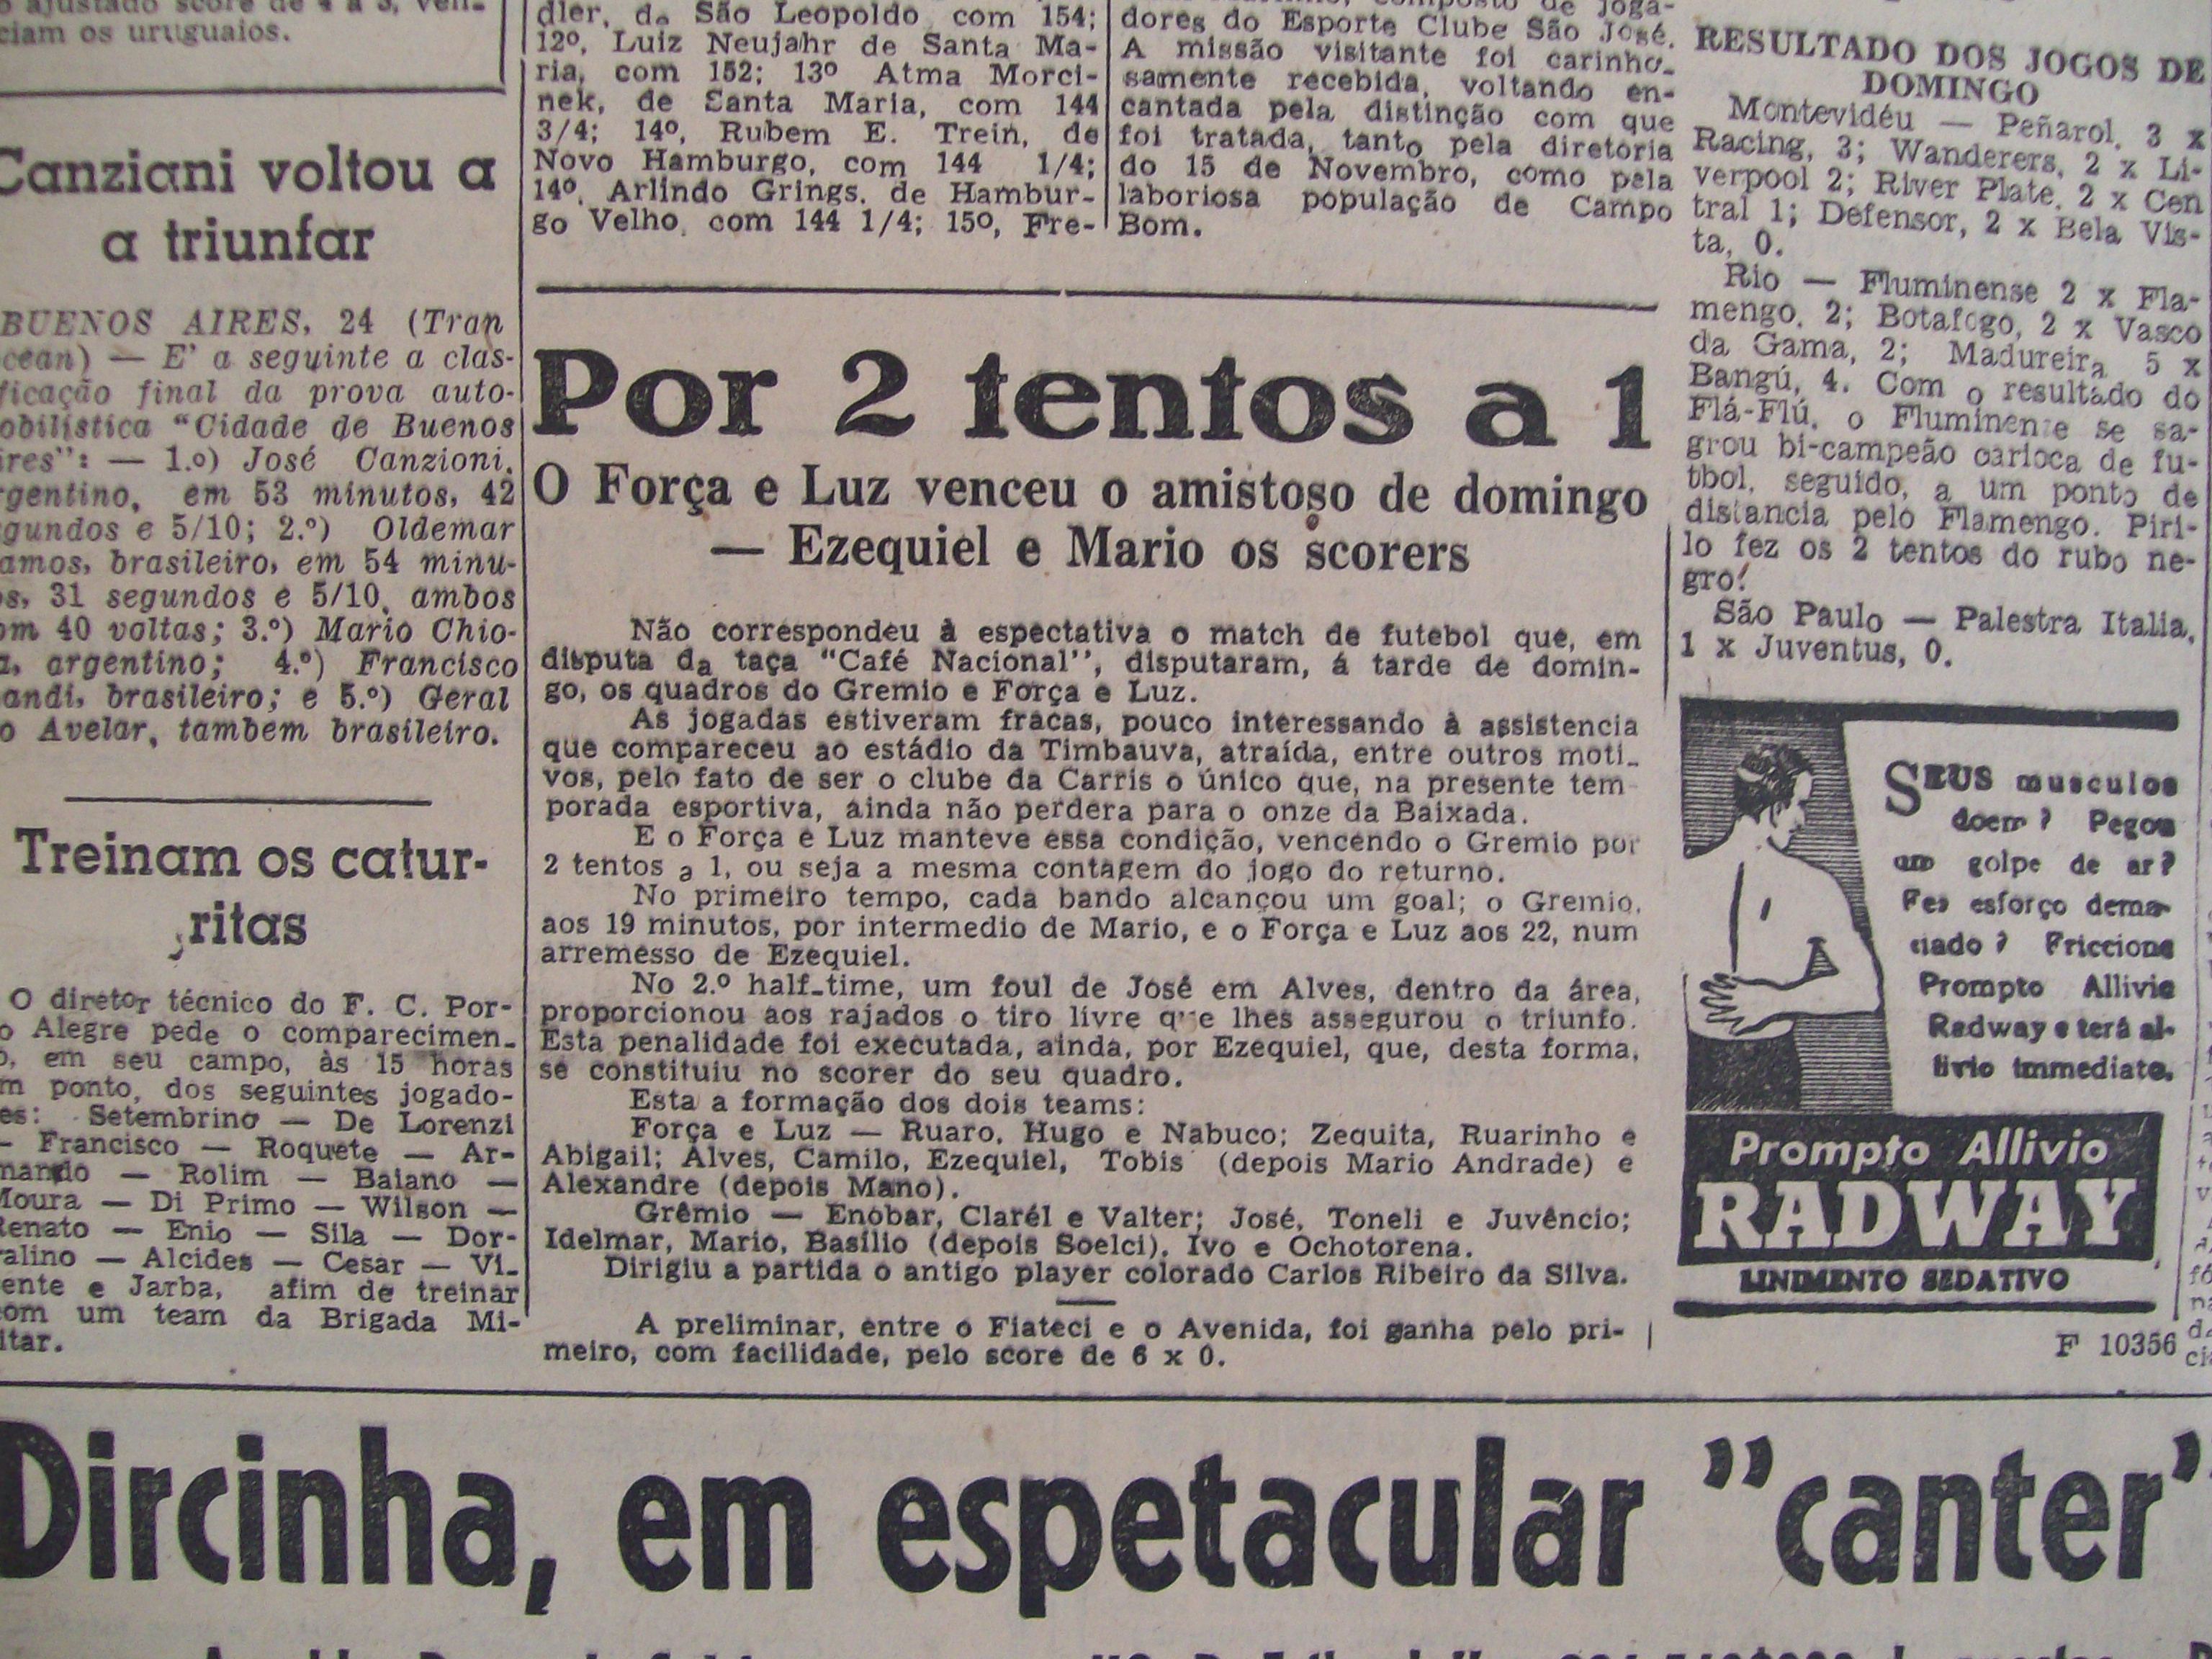 ajustado score de 4 a 3, ven-
ciam os uruguaios.
Canziani voltou a
a triunfar
BUENOS AIRES, 24 (Tran
cean) — E' a seguinte a clas-
ficação final da prova auto-
obilística "Cidade de Buenos
ires": — 1.º) José Canzioni,
rgentino, em 53 minutos, 42
gundos e 5/10; 2.º) Oldemar
amos, brasileiro, em 54 minu-
os, 31 segundos e 5/10, ambos
om 40 voltas; 3.º) Mario Chio-
a, argentino; 4.º) Francisco
andi, brasileiro; e 5.º) Geral
o Avelar, tambem brasileiro.
Treinam os catur-
ritas
O diretor técnico do F. C. Por-
o Alegre pede o comparecimen-
o, em seu campo, às 15 horas
m ponto, dos seguintes jogado-
es: Setembrino — De Lorenzi
— Francisco — Roquete — Ar-
mando — Rolim — Baiano —
Moura — Di Primo — Wilson —
Renato — Enio — Sila — Dor-
valino — Alcides — Cesar — Vi-
ente e Jarba, afim de treinar
com um team da Brigada Mi-
litar.
dler, de São Leopoldo com 154;
12º, Luiz Neujahr de Santa Ma-
ria, com 152; 13º Atma Morci-
nek, de Santa Maria, com 144
3/4; 14º, Rubem E. Trein, de
Novo Hamburgo, com 144 1/4;
14º, Arlindo Grings, de Hambur-
go Velho, com 144 1/4; 15º, Fre-
composto de joga-
dores do Esporte Clube São José.
A missão visitante foi carinho-
samente recebida, voltando en-
cantada pela distinção com que
foi tratada, tanto pela diretoria
do 15 de Novembro, como pela
laboriosa população de Campo
Bom.
Por 2 tentos a 1
O Força e Luz venceu o amistoso de domingo
— Ezequiel e Mario os scorers
Não correspondeu à espectativa o match de futebol que, em
disputa da taça "Café Nacional", disputaram, á tarde de domin-
go, os quadros do Gremio e Força e Luz.
As jogadas estiveram fracas, pouco interessando à assistencia
que compareceu ao estádio da Timbauva, atraída, entre outros moti-
vos, pelo fato de ser o clube da Carris o único que, na presente tem
porada esportiva, ainda não perdera para o onze da Baixada.
E o Força e Luz manteve essa condição, vencendo o Gremio por
2 tentos a 1, ou seja a mesma contagem do jogo do returno.
No primeiro tempo, cada bando alcançou um goal; o Gremio,
aos 19 minutos, por intermedio de Mario, e o Força e Luz aos 22, num
arremesso de Ezequiel.
No 2.º half-time, um foul de José em Alves, dentro da área,
proporcionou aos rajados o tiro livre que lhes assegurou o triunfo.
Esta penalidade foi executada, ainda, por Ezequiel, que, desta forma,
se constituiu no scorer do seu quadro.
Esta a formação dos dois teams:
Força e Luz — Ruaro, Hugo e Nabuco; Zequita, Ruarinho e
Abigail; Alves, Camilo, Ezequiel, Tobis (depois Mario Andrade) e
Alexandre (depois Mano).
Grêmio — Enobar, Clarél e Valter; José, Toneli e Juvêncio;
Idelmar, Mario, Basílio (depois Soelci), Ivo e Ochotorena.
Dirigiu a partida o antigo player colorado Carlos Ribeiro da Silva.
A preliminar, entre o Fiateci e o Avenida, foi ganha pelo pri-
meiro, com facilidade, pelo score de 6 x 0.
RESULTADO DOS JOGOS DE
DOMINGO
Montevidéu — Peñarol, 3 x
Racing, 3; Wanderers, 2 x Li-
verpool 2; River Plate, 2 x Cen
tral 1; Defensor, 2 x Bela Vis-
ta, 0.
Rio — Fluminense 2 x Fla-
mengo, 2; Botafogo, 2 x Vasco
da Gama, 2; Madureira 5 x
Bangú, 4. Com o resultado do
Flá-Flú, o Fluminense se sa-
grou bi-campeão carioca de fu-
tbol, seguido, a um ponto de
distancia pelo Flamengo. Piri-
lo fez os 2 tentos do rubo ne-
gro!
São Paulo — Palestra Italia,
1 x Juventus, 0.
SEUS musculos
doem? Pegou
um golpe de ar?
Fez esforço dema-
siado? Friccione
Prompto Allivio
Radway e terá al-
livio immediato.
Prompto Allivio
RADWAY
LINIMENTO SEDATIVO
F 10356
Dircinha, em espetacular "canter"